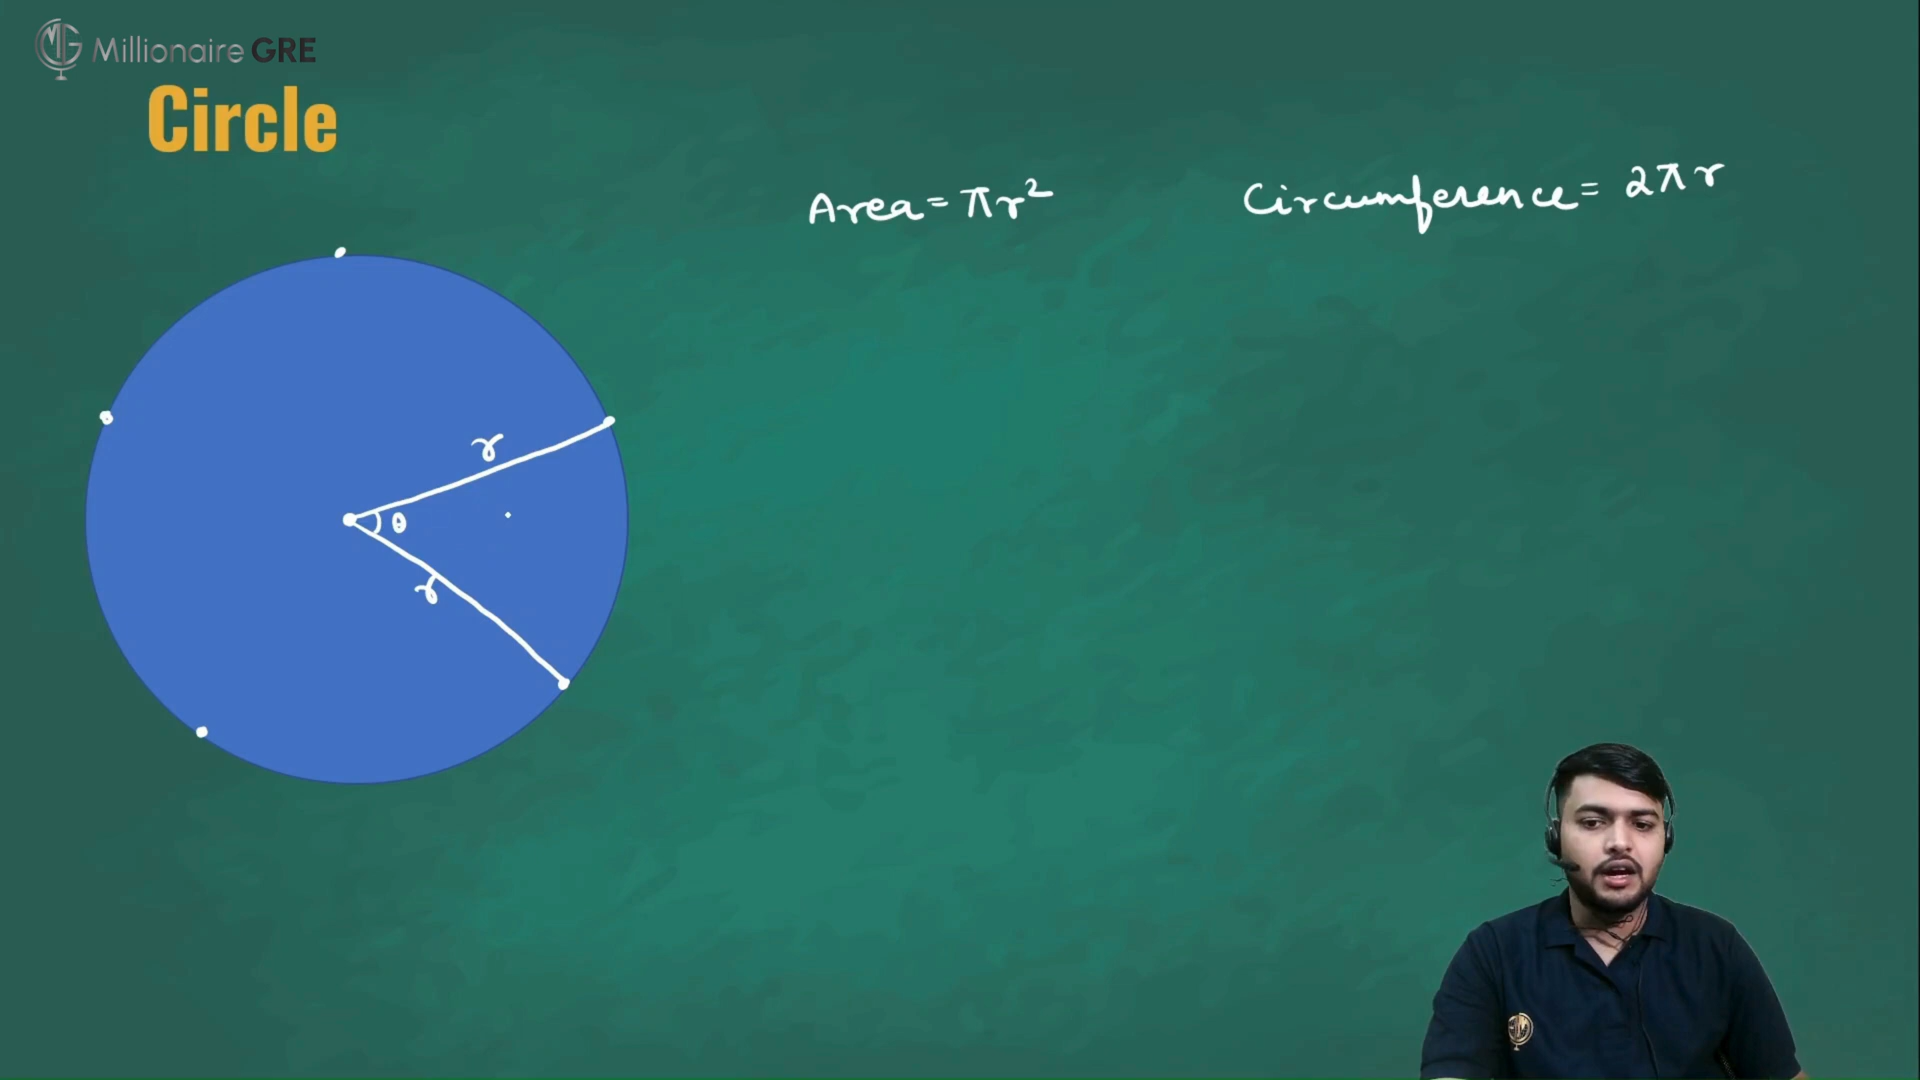 Millionaire GRE
Circle
Area = πr²
Circumference = 2πr
r
θ
r